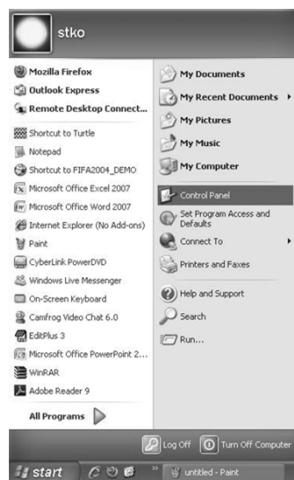 stko
Mozilla Firefox
Outlook Express
Remote Desktop Connect...
Shortcut to Turtle
Notepad
Shortcut to FIFA2004_DEMO
Microsoft Office Excel 2007
Microsoft Office Word 2007
Internet Explorer (No Add-ons)
Paint
CyberLink PowerDVD
Windows Live Messenger
On-Screen Keyboard
Camfrog Video Chat 6.0
EditPlus 3
Microsoft Office PowerPoint 2...
WinRAR
Adobe Reader 9
All Programs
My Documents
My Recent Documents
My Pictures
My Music
My Computer
Control Panel
Set Program Access and
Defaults
Connect To
Printers and Faxes
Help and Support
Search
Run...
Log Off
Turn Off Computer
start
untitled - Paint